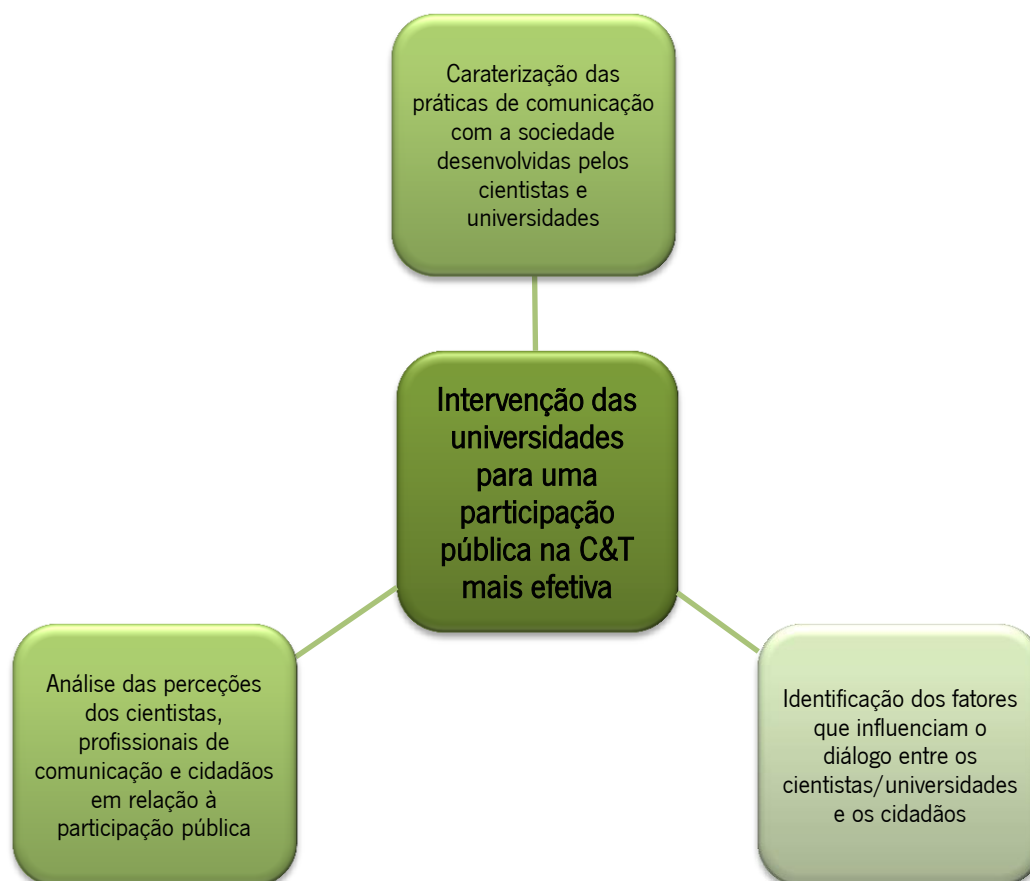 Caraterização das
práticas de comunicação
com a sociedade
desenvolvidas pelos
cientistas e
universidades
Intervenção das
universidades
para uma
participação
pública na C&T
mais efetiva
Análise das perceções
dos cientistas,
profissionais de
comunicação e cidadãos
em relação à
participação pública
Identificação dos fatores
que influenciam o
diálogo entre os
cientistas/universidades
e os cidadãos